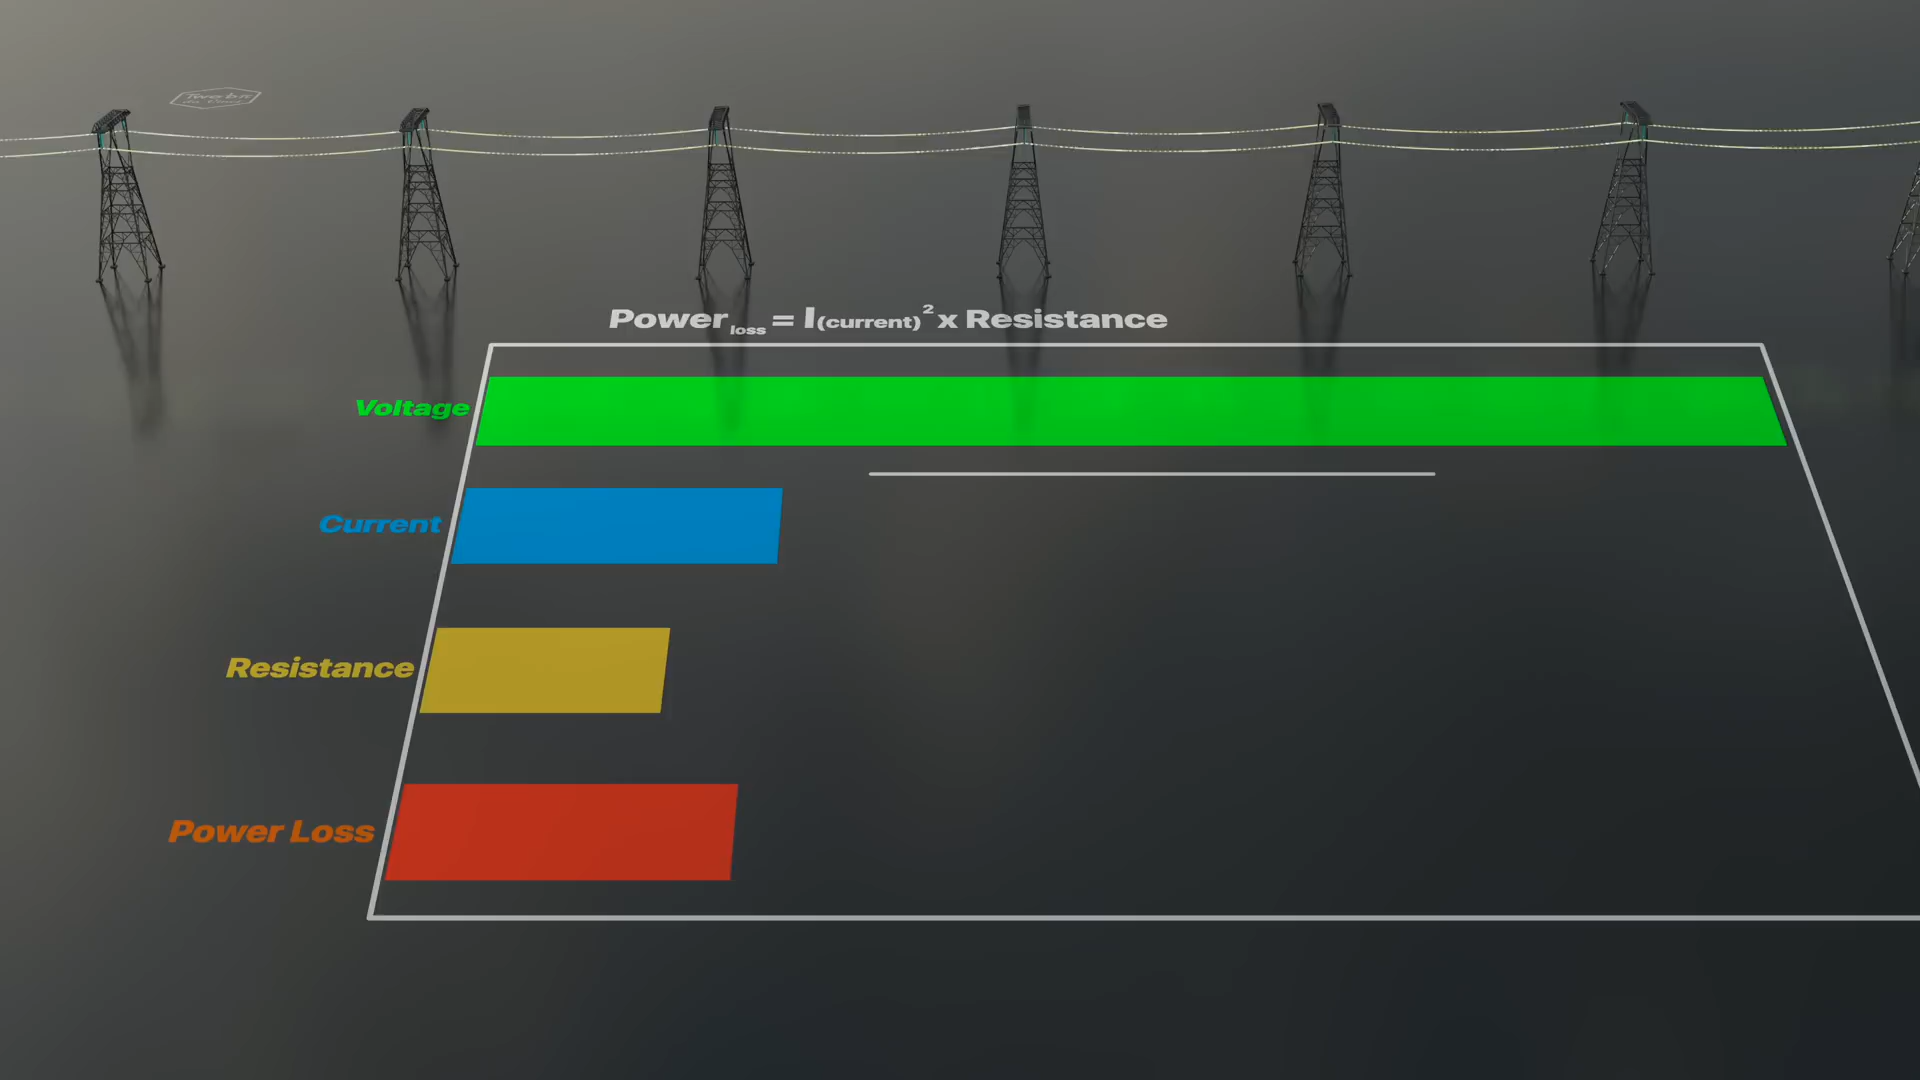 Power loss = I(current)² x Resistance
Voltage
Current
Resistance
Power Loss